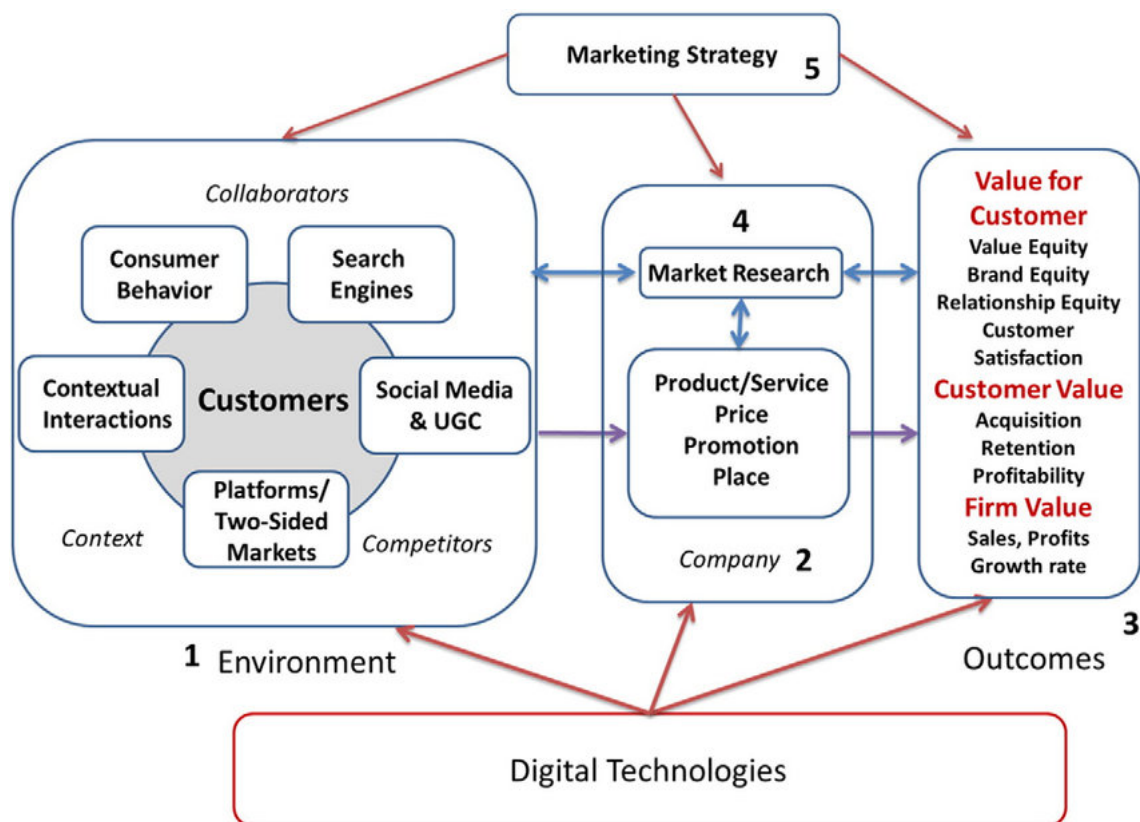 Marketing Strategy
5
Collaborators
Consumer
Behavior
Search
Engines
Contextual
Interactions
Customers
Social Media
& UGC
Platforms/
Two-Sided
Markets
Context
Competitors
1
Environment
4
Market Research
Product/Service
Price
Promotion
Place
Company
2
Value for
Customer
Value Equity
Brand Equity
Relationship Equity
Customer
Satisfaction
Customer Value
Acquisition
Retention
Profitability
Firm Value
Sales, Profits
Growth rate
3
Outcomes
Digital Technologies